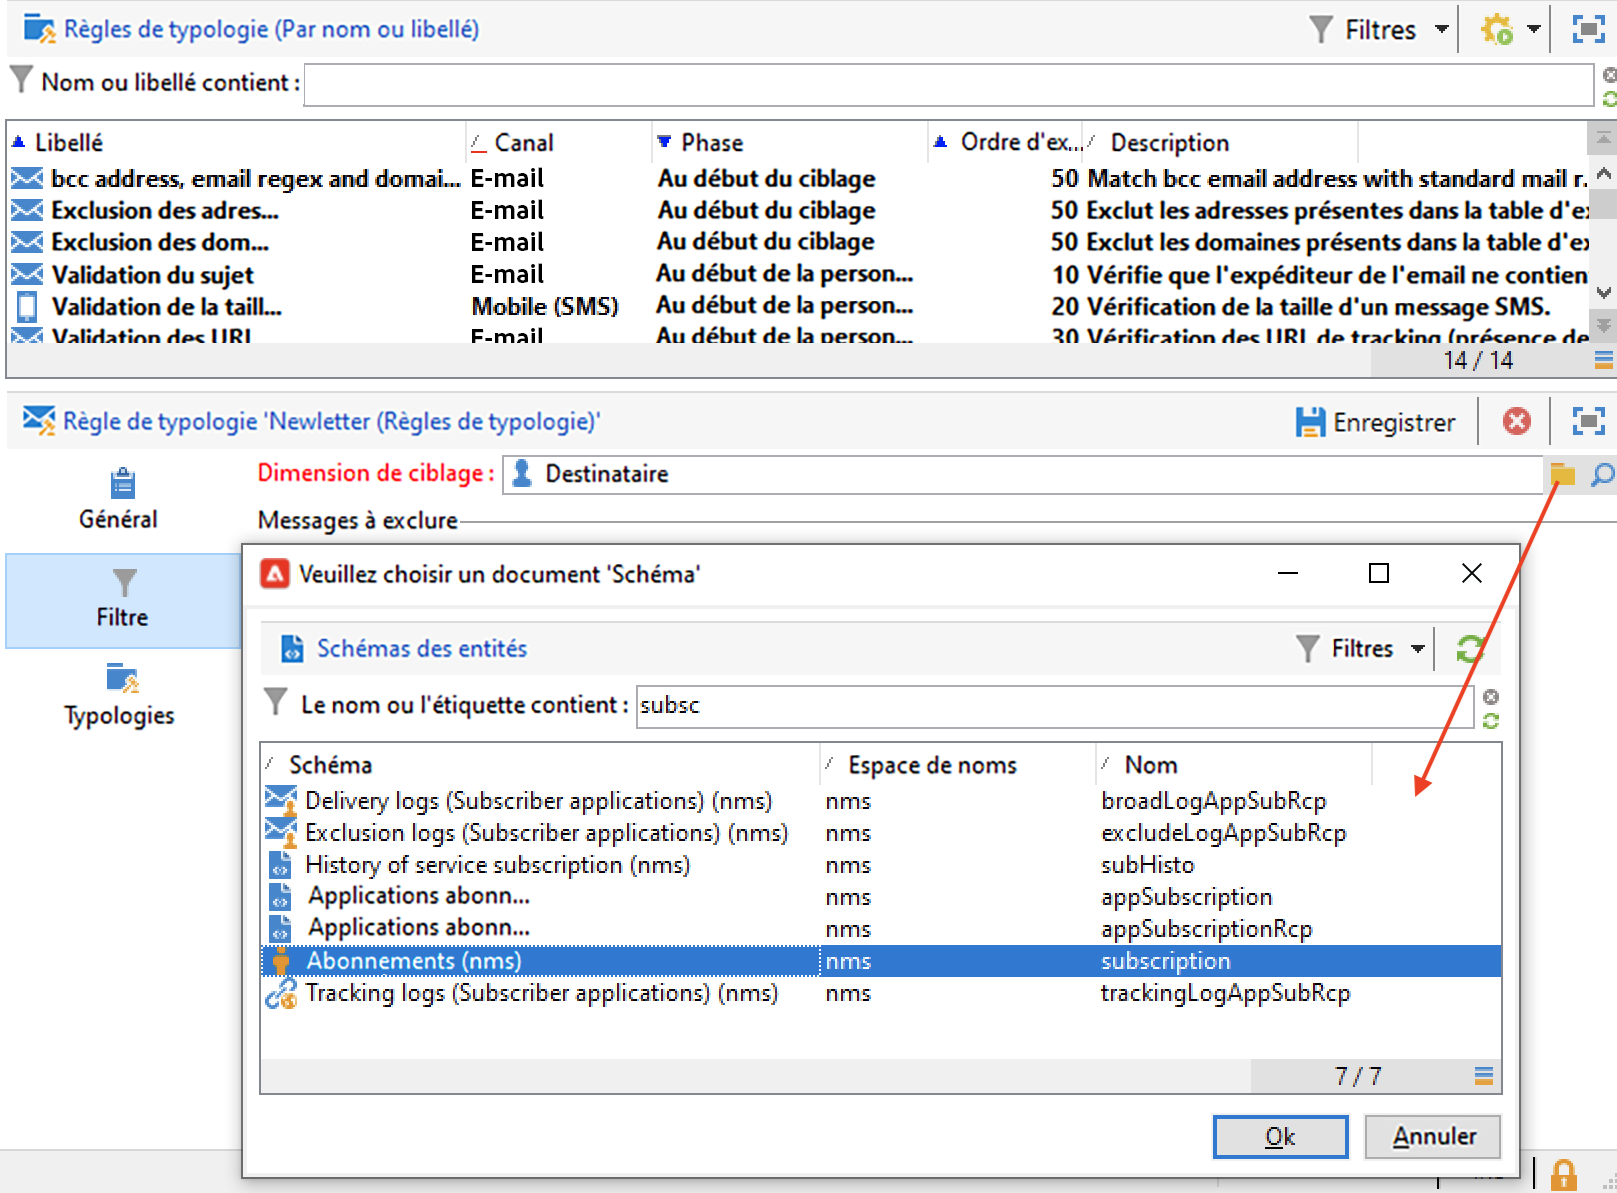 Règles de typologie (Par nom ou libellé)
Filtres
Nom ou libellé contient :
Libellé Canal Phase Ordre d'ex... Description
bcc address, email regex and domai... E-mail Au début du ciblage 50 Match bcc email address with standard mail r.
Exclusion des adres... E-mail Au début du ciblage 50 Exclut les adresses présentes dans la table d'ex
Exclusion des dom... E-mail Au début du ciblage 50 Exclut les domaines présents dans la table d'ex
Validation du sujet E-mail Au début de la person... 10 Vérifie que l'expéditeur de l'email ne contien
Validation de la taill... Mobile (SMS) Au début de la person... 20 Vérification de la taille d'un message SMS.
Validation des URL E-mail Au début de la person... 30 Vérification des URL de tracking (présence de
14 / 14
Règle de typologie 'Newletter (Règles de typologie)'
Enregistrer
Général
Filtre
Typologies
Dimension de ciblage : Destinataire
Messages à exclure
Veuillez choisir un document 'Schéma'
Schémas des entités
Filtres
Le nom ou l'étiquette contient : subsc
Schéma Espace de noms Nom
Delivery logs (Subscriber applications) (nms) nms broadLogAppSubRcp
Exclusion logs (Subscriber applications) (nms) nms excludeLogAppSubRcp
History of service subscription (nms) nms subHisto
Applications abonn... nms appSubscription
Applications abonn... nms appSubscriptionRcp
Abonnements (nms) nms subscription
Tracking logs (Subscriber applications) (nms) nms trackingLogAppSubRcp
7 / 7
Ok
Annuler